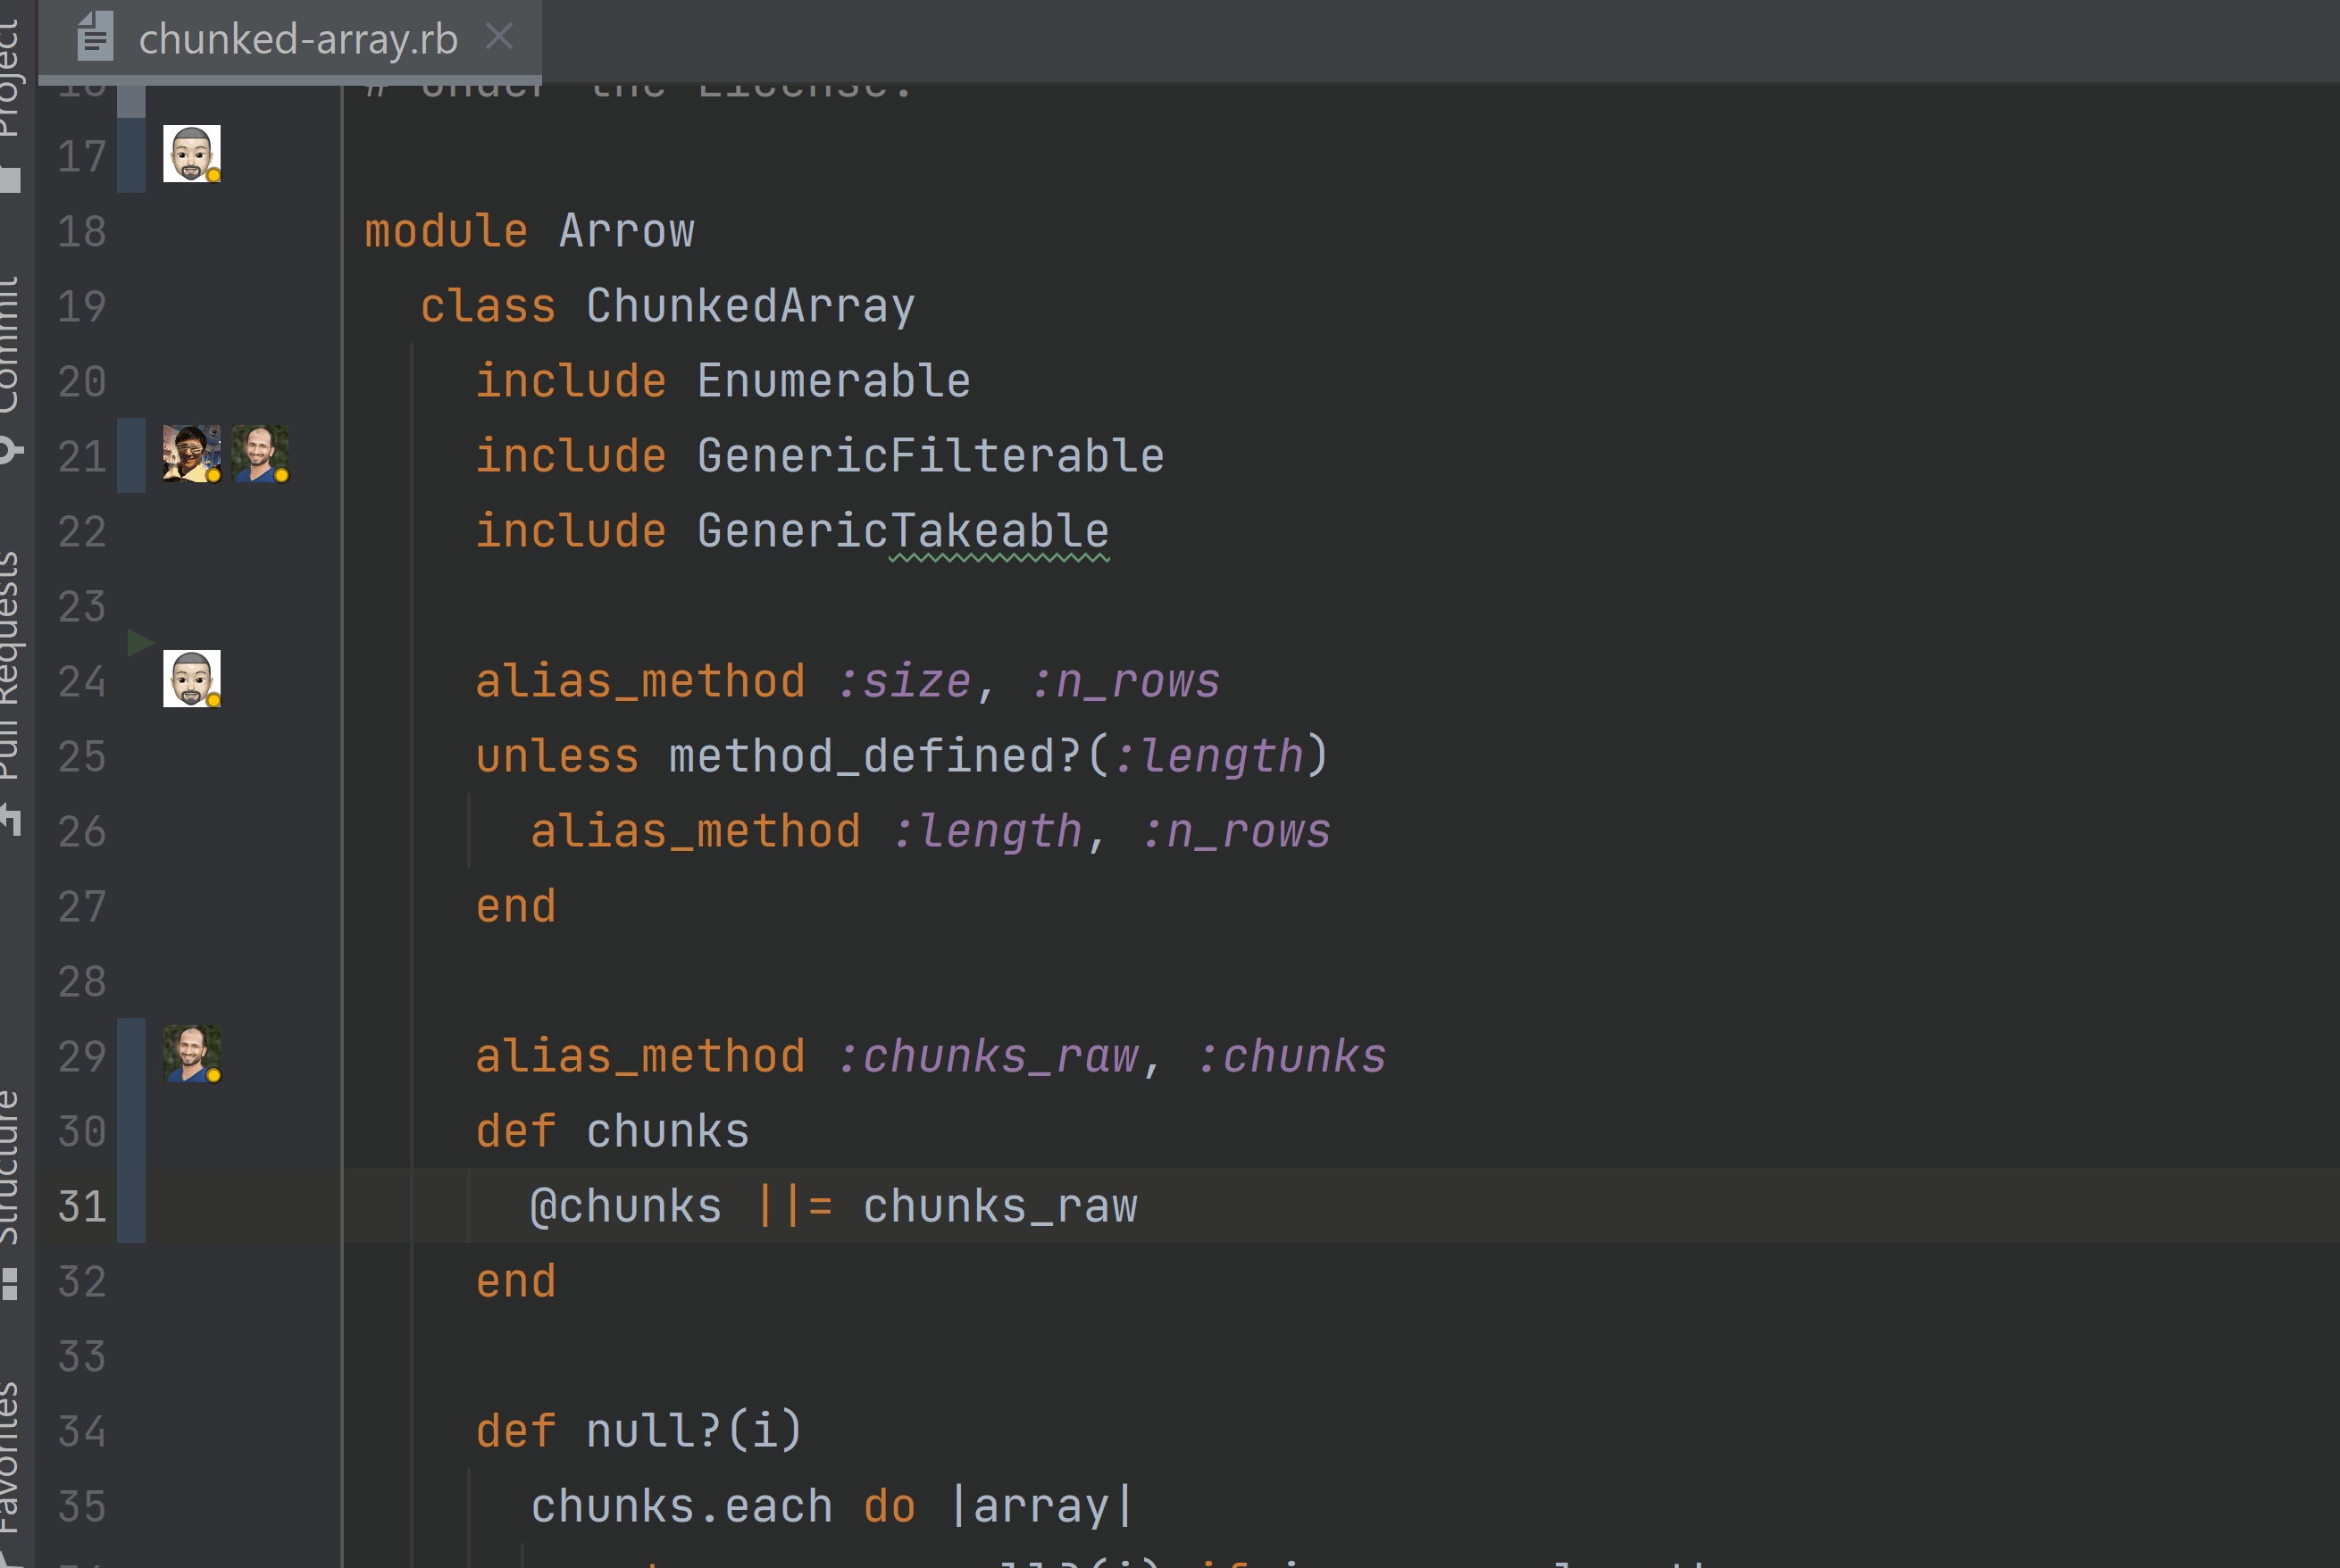 chunked-array.rb
Project
Commit
Pull Requests
Structure
Favorites
16 # under the License.
17
18 module Arrow
19 class ChunkedArray
20 include Enumerable
21 include GenericFilterable
22 include GenericTakeable
23
24 alias_method :size, :n_rows
25 unless method_defined?(:length)
26 alias_method :length, :n_rows
27 end
28
29 alias_method :chunks_raw, :chunks
30 def chunks
31 @chunks ||= chunks_raw
32 end
33
34 def null?(i)
35 chunks.each do |array|